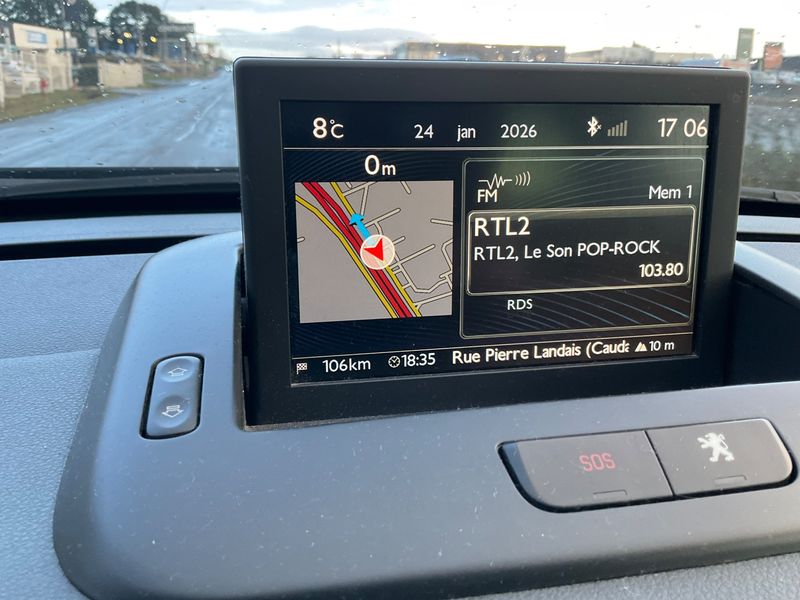 8°C 24 jan 2026 17 06
0m
FM Mem 1
RTL2
RTL2, Le Son POP-ROCK
103.80
RDS
106km 18:35 Rue Pierre Landais (Cauda 10 m
SOS